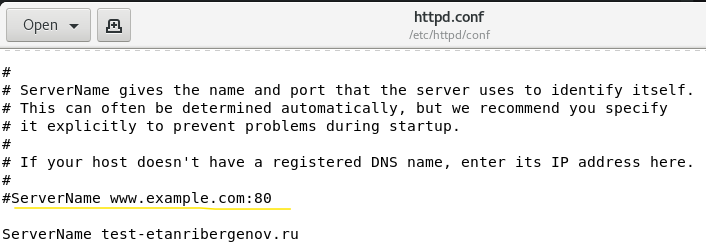 Open
httpd.conf
/etc/httpd/conf
#
# ServerName gives the name and port that the server uses to identify itself.
# This can often be determined automatically, but we recommend you specify
# it explicitly to prevent problems during startup.
#
# If your host doesn't have a registered DNS name, enter its IP address here.
#
#ServerName www.example.com:80
ServerName test-etanribergenov.ru